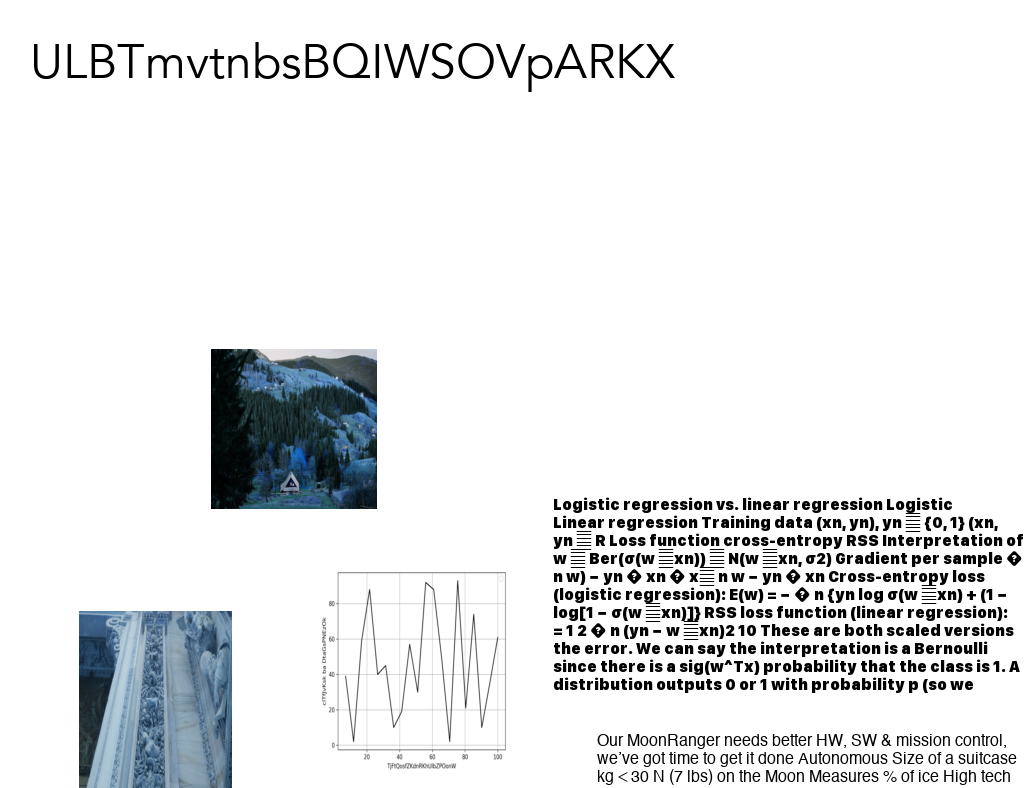 ULBTmvtnbsBQIWSOVpARKX
Logistic regression vs. linear regression Logistic
Linear regression Training data (xn, yn), yn {0, 1} (xn,
yn R Loss function cross-entropy RSS Interpretation of
w Ber(σ(w xn)) N(w xn, σ2) Gradient per sample �
n w) − yn � xn � x n w − yn � xn Cross-entropy loss
(logistic regression): E(w) = − � n {yn log σ(w xn) + (1 −
log[1 − σ(w xn)]} RSS loss function (linear regression):
= 1 2 � n (yn − w xn)2 10 These are both scaled versions
the error. We can say the interpretation is a Bernoulli
since there is a sig(w^Tx) probability that the class is 1. A
distribution outputs 0 or 1 with probability p (so we
80
60
40
20
0
20 40 60 80 100
Our MoonRanger needs better HW, SW & mission control,
we've got time to get it done Autonomous Size of a suitcase
kg < 30 N (7 lbs) on the Moon Measures % of ice High tech